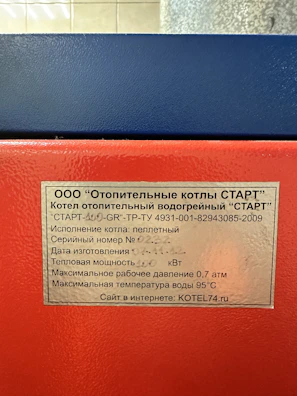 ООО "Отопительные котлы СТАРТ"
Котел отопительный водогрейный "СТАРТ"
"СТАРТ-100-GR"-ТР-ТУ 4931-001-82943085-2009
Исполнение котла: пеллетный
Серийный номер №
Дата изготовления
Тепловая мощность кВт
Максимальное рабочее давление 0,7 атм
Максимальная температура воды 95°С
Сайт в интернете: KOTEL74.ru